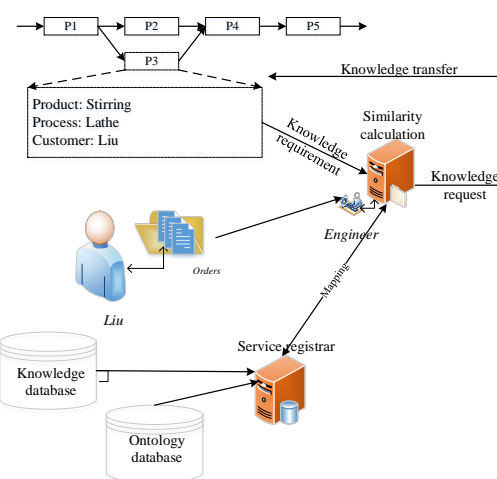 P1
P2
P4
P5
P3
Knowledge transfer
Product: Stirring
Process: Lathe
Customer: Liu
Similarity
calculation
Knowledge
requirement
Knowledge
request
Engineer
Orders
Liu
Mapping
Service registrar
Knowledge
database
Ontology
database